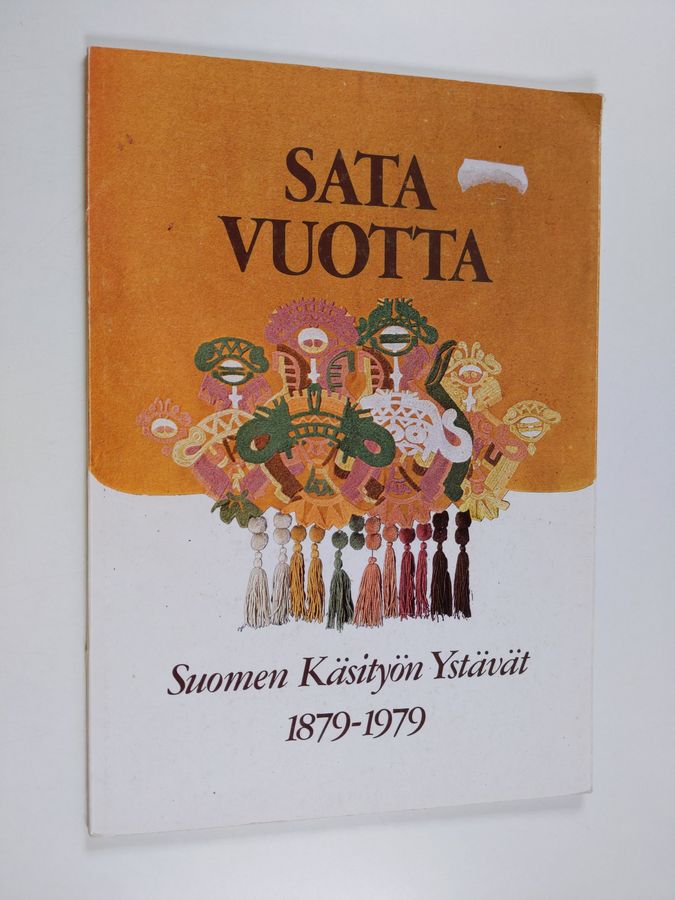 SATA
VUOTTA
Suomen Käsityön Ystävät
1879-1979